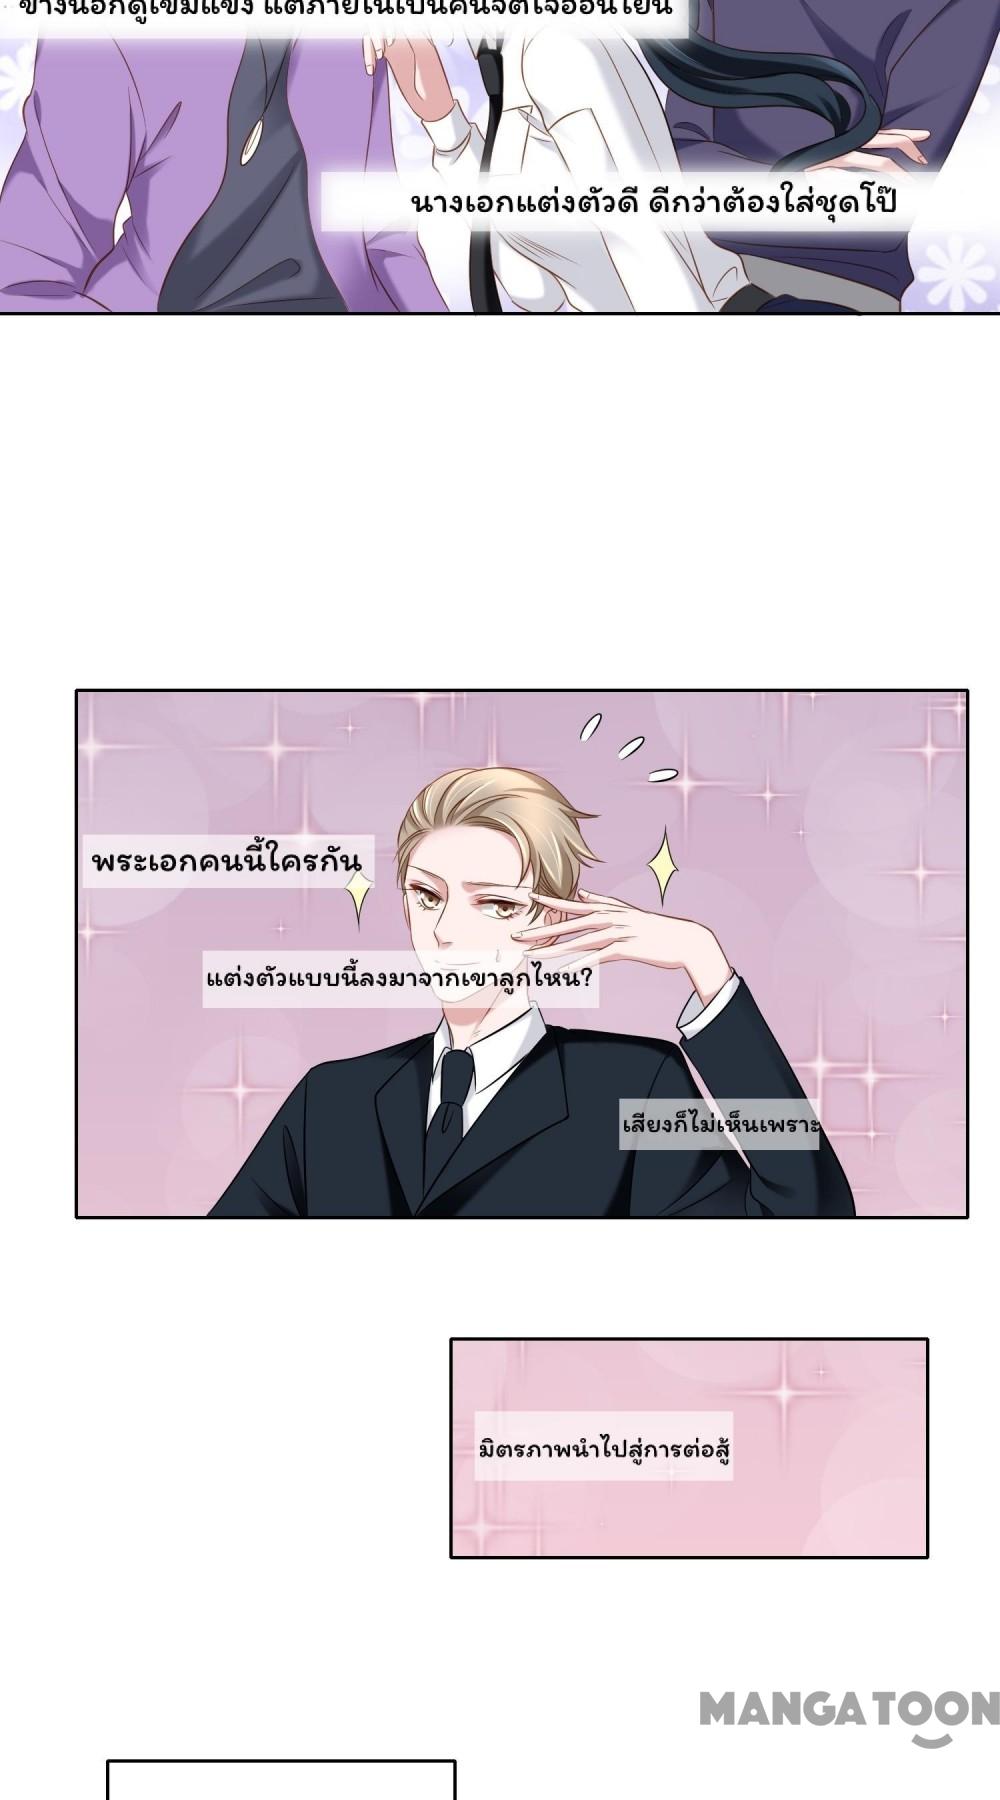 ข้างนอกดูเข้มแข็ง แต่ภายในเป็นคนจิตใจอ่อนโยน
นางเอกแต่งตัวดี ดีกว่าต้องใส่ชุดโป๊
พระเอกคนนี้ใครกัน
แต่งตัวแบบนี้ลงมาจากเขาลูกไหน?
เสียงก็ไม่เห็นเพราะ
มิตรภาพนำไปสู่การต่อสู้
MANGATOON